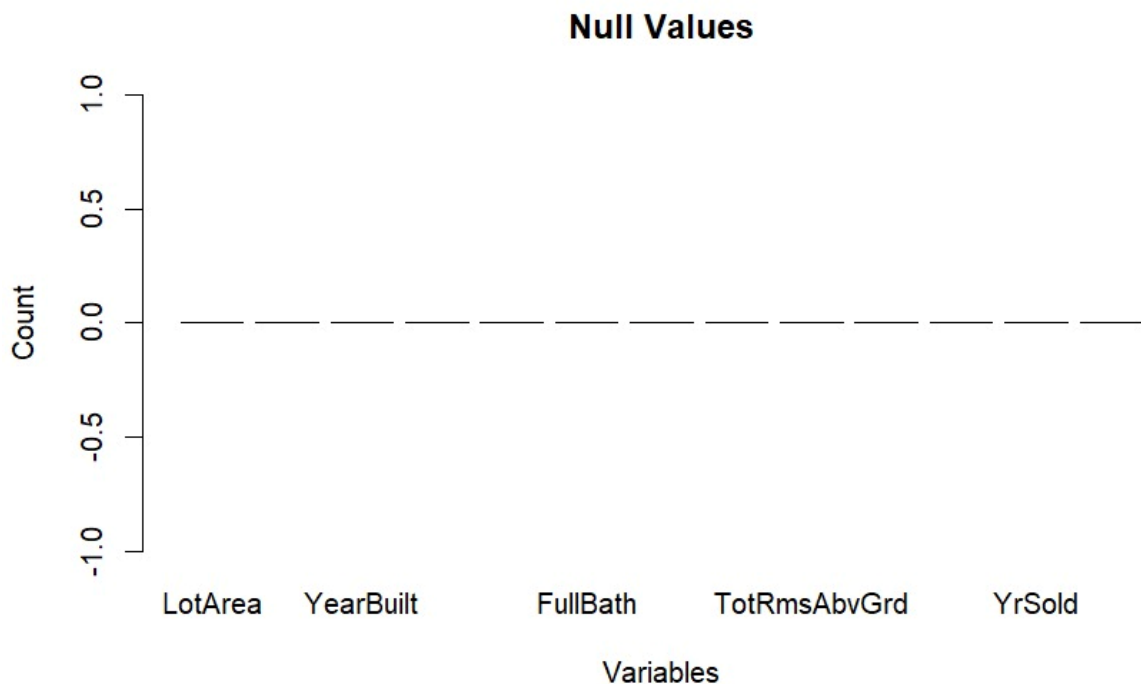 Null Values
1.0
0.5
0.0
-0.5
-1.0
Count
LotArea YearBuilt FullBath TotRmsAbvGrd YrSold
Variables